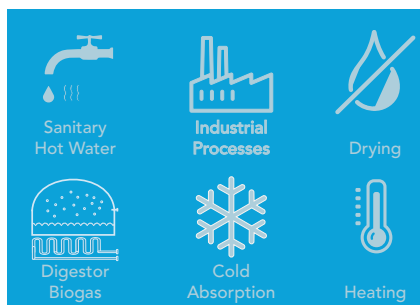 Sanitary
Hot Water
Industrial
Processes
Drying
Digestor
Biogas
Cold
Absorption
Heating